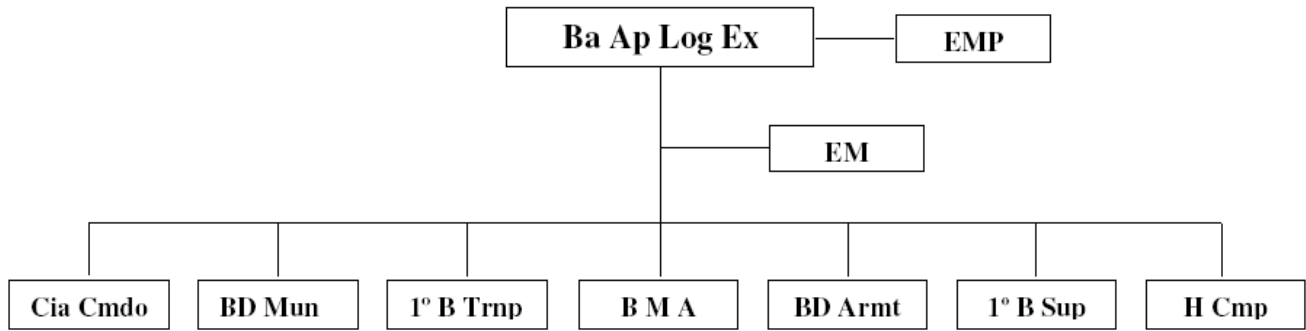 Ba Ap Log Ex
EMP
EM
Cia Cmdo
BD Mun
1º B Trnp
B M A
BD Armt
1º B Sup
H Cmp